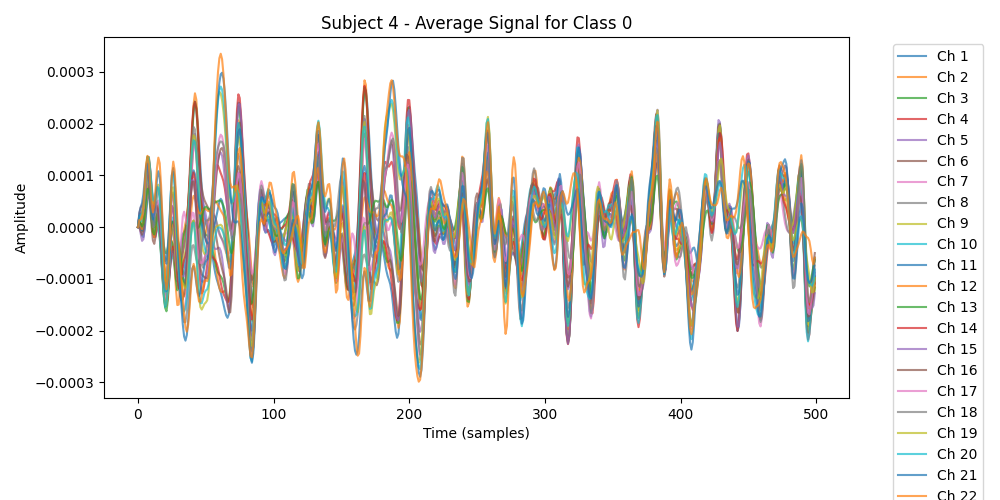 Subject 4 - Average Signal for Class 0
Amplitude
0.0003
0.0002
0.0001
0.0000
−0.0001
−0.0002
−0.0003
0
100
200
300
400
500
Time (samples)
Ch 1
Ch 2
Ch 3
Ch 4
Ch 5
Ch 6
Ch 7
Ch 8
Ch 9
Ch 10
Ch 11
Ch 12
Ch 13
Ch 14
Ch 15
Ch 16
Ch 17
Ch 18
Ch 19
Ch 20
Ch 21
Ch 22